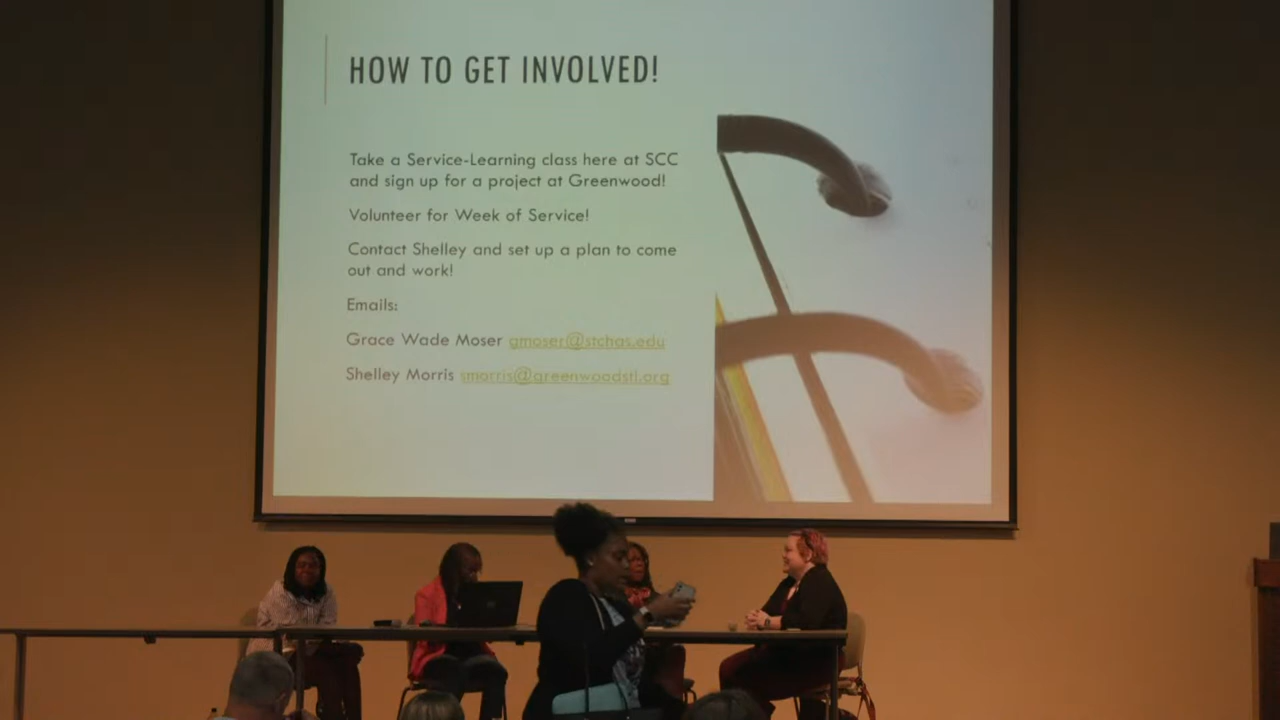 HOW TO GET INVOLVED!
Take a Service-Learning class here at SCC
and sign up for a project at Greenwood!
Volunteer for Week of Service!
Contact Shelley and set up a plan to come
out and work!
Emails:
Grace Wade Moser gmoser@stchas.edu
Shelley Morris smorris@greenwoodstl.org